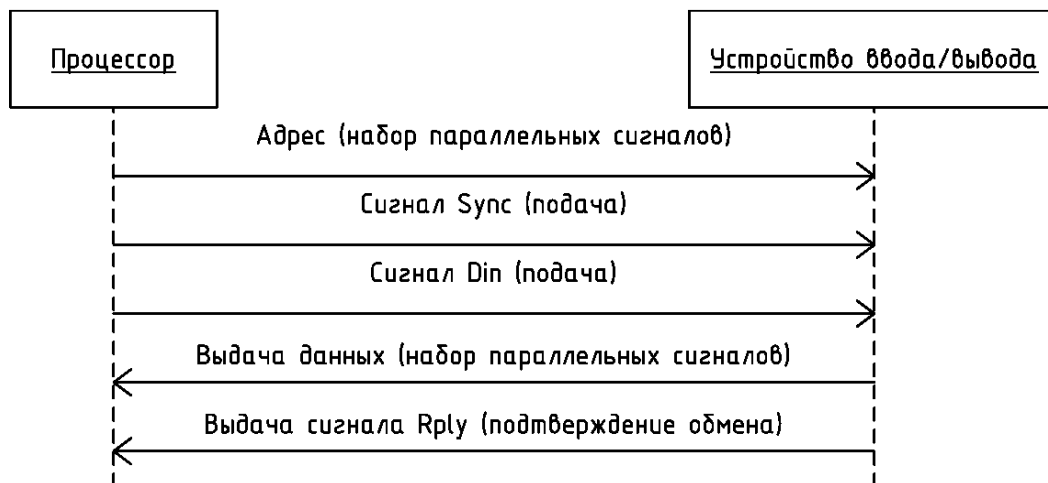 Процессор
Устройство ввода/вывода
Адрес (набор параллельных сигналов)
Сигнал Sync (подача)
Сигнал Din (подача)
Выдача данных (набор параллельных сигналов)
Выдача сигнала Rply (подтверждение обмена)